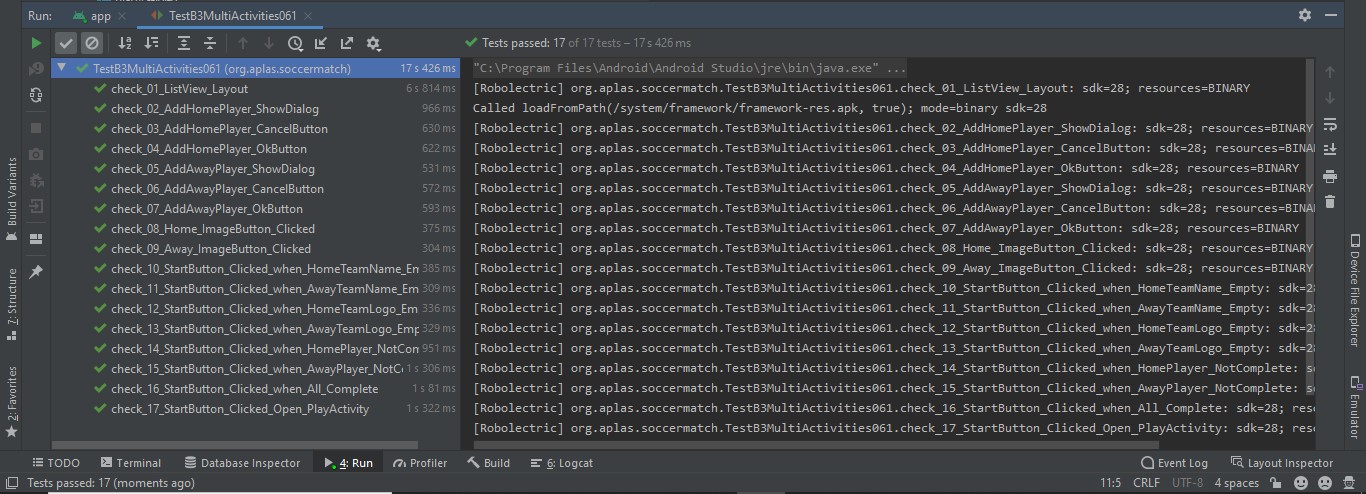 Run: app TestB3MultiActivities061
Tests passed: 17 of 17 tests – 17 s 426 ms
TestB3MultiActivities061 (org.aplas.soccermatch) 17 s 426 ms
check_01_ListView_Layout 6 s 814 ms
check_02_AddHomePlayer_ShowDialog 966 ms
check_03_AddHomePlayer_CancelButton 630 ms
check_04_AddHomePlayer_OkButton 622 ms
check_05_AddAwayPlayer_ShowDialog 531 ms
check_06_AddAwayPlayer_CancelButton 572 ms
check_07_AddAwayPlayer_OkButton 593 ms
check_08_Home_ImageButton_Clicked 375 ms
check_09_Away_ImageButton_Clicked 304 ms
check_10_StartButton_Clicked_when_HomeTeamName_Em 385 ms
check_11_StartButton_Clicked_when_AwayTeamName_Em 309 ms
check_12_StartButton_Clicked_when_HomeTeamLogo_Em 336 ms
check_13_StartButton_Clicked_when_AwayTeamLogo_Emp 329 ms
check_14_StartButton_Clicked_when_HomePlayer_NotCom 951 ms
check_15_StartButton_Clicked_when_AwayPlayer_NotC 1 s 306 ms
check_16_StartButton_Clicked_when_All_Complete 1 s 81 ms
check_17_StartButton_Clicked_Open_PlayActivity 1 s 322 ms
"C:\Program Files\Android\Android Studio\jre\bin\java.exe" ...
[Robolectric] org.aplas.soccermatch.TestB3MultiActivities061.check_01_ListView_Layout: sdk=28; resources=BINARY
Called loadFromPath(/system/framework/framework-res.apk, true); mode=binary sdk=28
[Robolectric] org.aplas.soccermatch.TestB3MultiActivities061.check_02_AddHomePlayer_ShowDialog: sdk=28; resources=BINARY
[Robolectric] org.aplas.soccermatch.TestB3MultiActivities061.check_03_AddHomePlayer_CancelButton: sdk=28; resources=BINA
[Robolectric] org.aplas.soccermatch.TestB3MultiActivities061.check_04_AddHomePlayer_OkButton: sdk=28; resources=BINARY
[Robolectric] org.aplas.soccermatch.TestB3MultiActivities061.check_05_AddAwayPlayer_ShowDialog: sdk=28; resources=BINARY
[Robolectric] org.aplas.soccermatch.TestB3MultiActivities061.check_06_AddAwayPlayer_CancelButton: sdk=28; resources=BINA
[Robolectric] org.aplas.soccermatch.TestB3MultiActivities061.check_07_AddAwayPlayer_OkButton: sdk=28; resources=BINARY
[Robolectric] org.aplas.soccermatch.TestB3MultiActivities061.check_08_Home_ImageButton_Clicked: sdk=28; resources=BINARY
[Robolectric] org.aplas.soccermatch.TestB3MultiActivities061.check_09_Away_ImageButton_Clicked: sdk=28; resources=BINARY
[Robolectric] org.aplas.soccermatch.TestB3MultiActivities061.check_10_StartButton_Clicked_when_HomeTeamName_Empty: sdk=28
[Robolectric] org.aplas.soccermatch.TestB3MultiActivities061.check_11_StartButton_Clicked_when_AwayTeamName_Empty: sdk=28
[Robolectric] org.aplas.soccermatch.TestB3MultiActivities061.check_12_StartButton_Clicked_when_HomeTeamLogo_Empty: sdk=28
[Robolectric] org.aplas.soccermatch.TestB3MultiActivities061.check_13_StartButton_Clicked_when_AwayTeamLogo_Empty: sdk=28
[Robolectric] org.aplas.soccermatch.TestB3MultiActivities061.check_14_StartButton_Clicked_when_HomePlayer_NotComplete: s
[Robolectric] org.aplas.soccermatch.TestB3MultiActivities061.check_15_StartButton_Clicked_when_AwayPlayer_NotComplete: s
[Robolectric] org.aplas.soccermatch.TestB3MultiActivities061.check_16_StartButton_Clicked_when_All_Complete: sdk=28; reso
[Robolectric] org.aplas.soccermatch.TestB3MultiActivities061.check_17_StartButton_Clicked_Open_PlayActivity: sdk=28; reso
Build Variants
7: Structure
2: Favorites
Device File Explorer
Emulator
TODO Terminal Database Inspector 4: Run Profiler Build 6: Logcat Event Log Layout Inspector
Tests passed: 17 (moments ago) 11:5 CRLF UTF-8 4 spaces